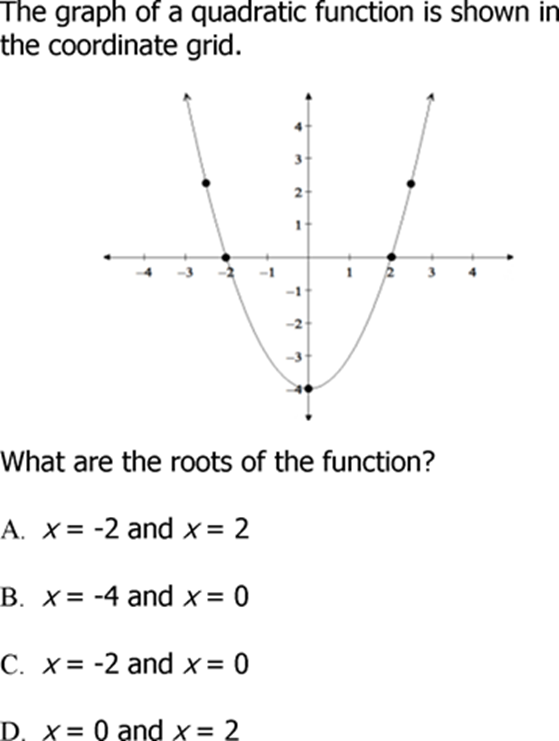 The graph of a quadratic function is shown in
the coordinate grid.
4
3
2
1
-4 -3 -2 -1 1 2 3 4
-1
-2
-3
-4
What are the roots of the function?
A. x = -2 and x = 2
B. x = -4 and x = 0
C. x = -2 and x = 0
D. x = 0 and x = 2